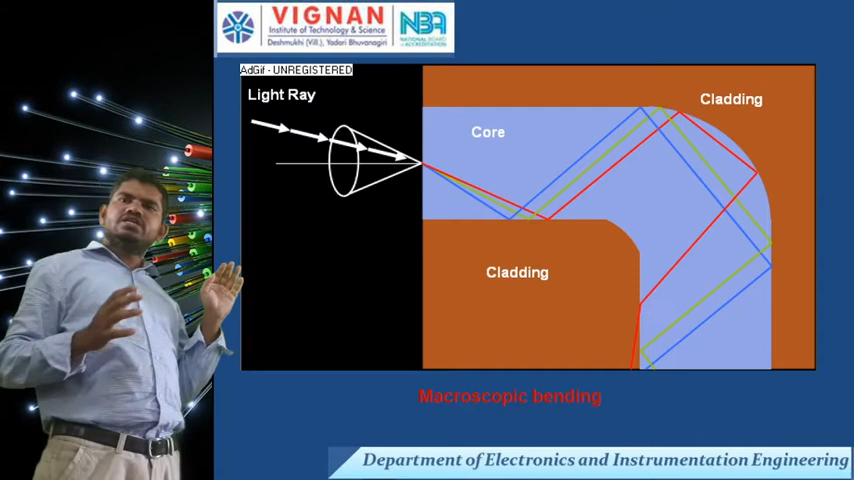 VIGNAN
Institute of Technology & Science
Deshmukhi (Vill.), Yadari Bhuvanagiri
NBA
NATIONAL BOARD
of ACCREDITATION
AdGif - UNREGISTERED
Light Ray
Cladding
Core
Cladding
Macroscopic bending
Department of Electronics and Instrumentation Engineering